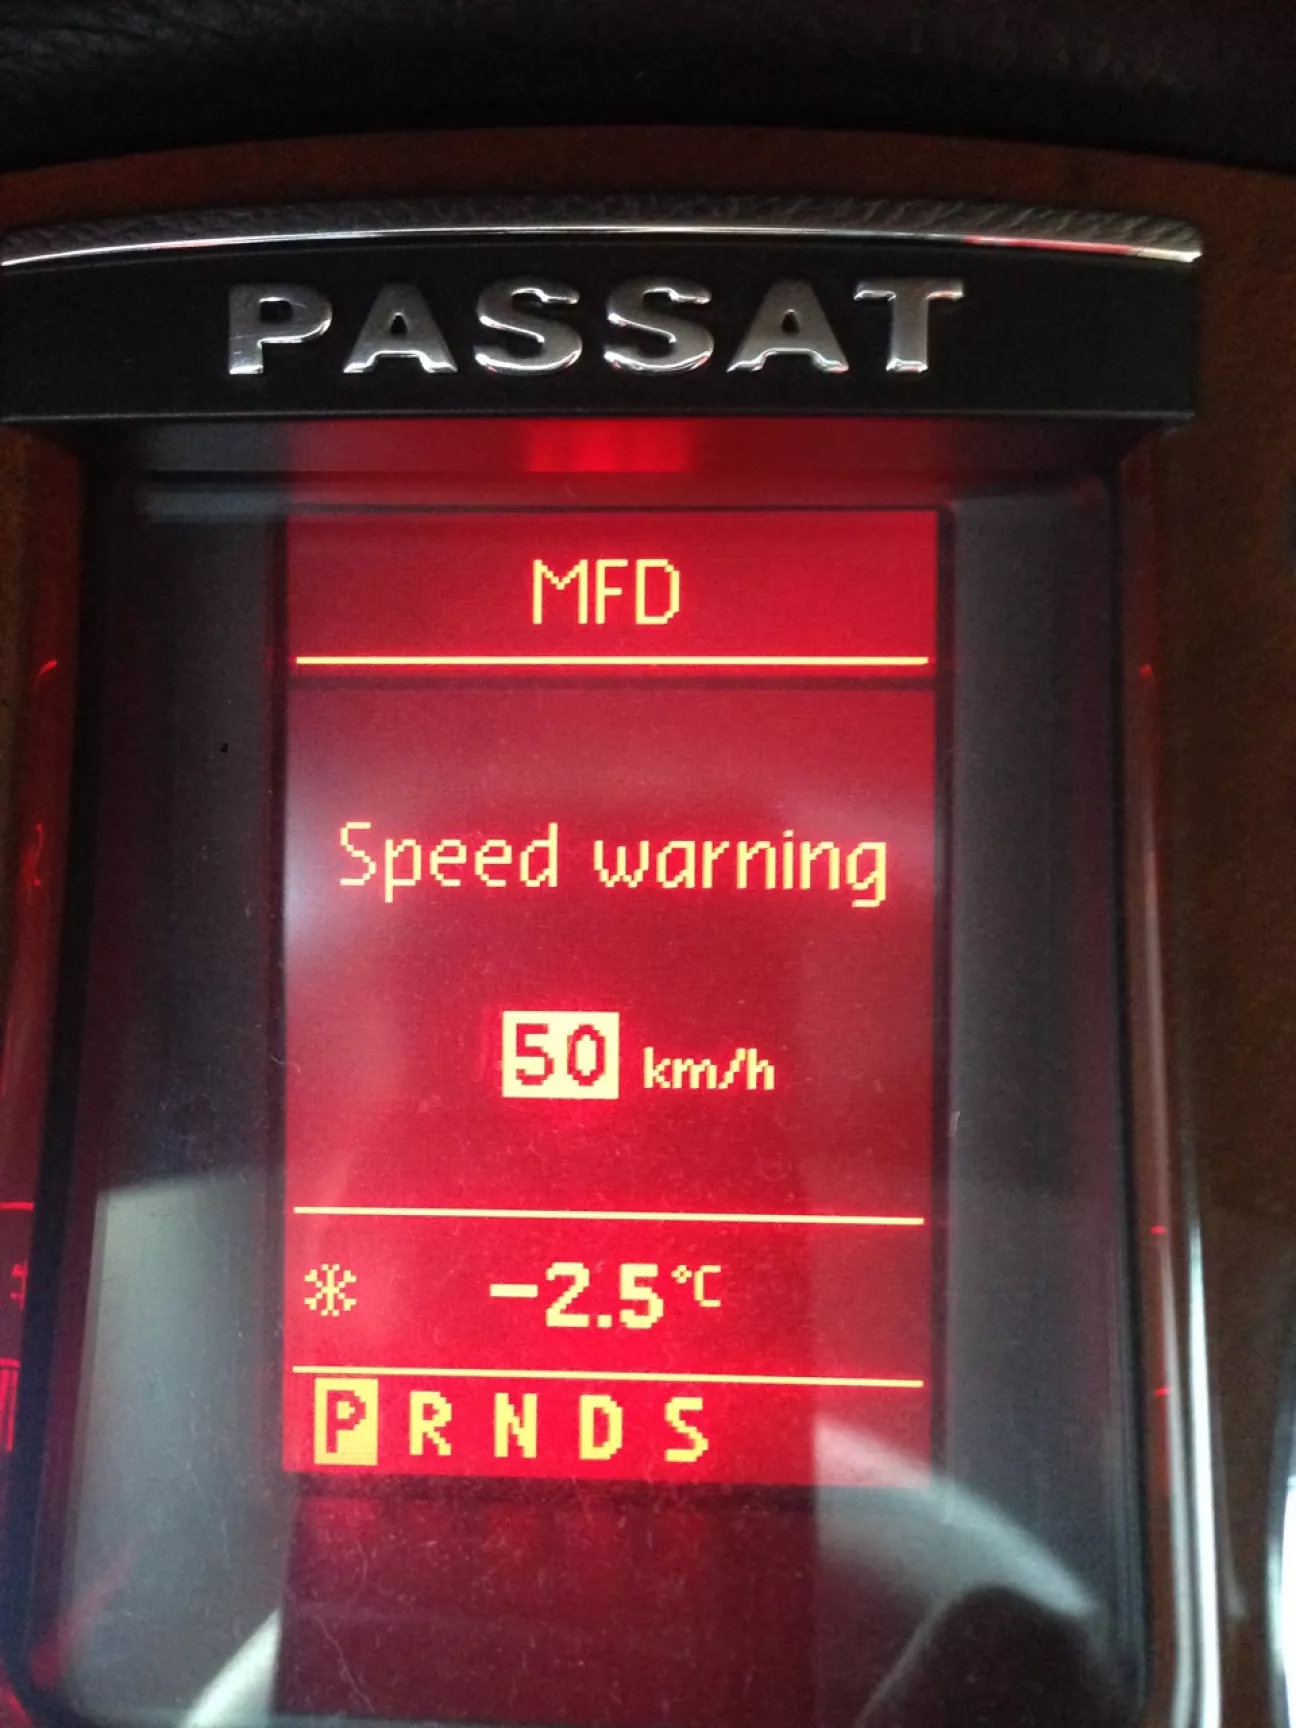 PASSAT
MFD
Speed warning
50 km/h
-2.5°C
P R N D S